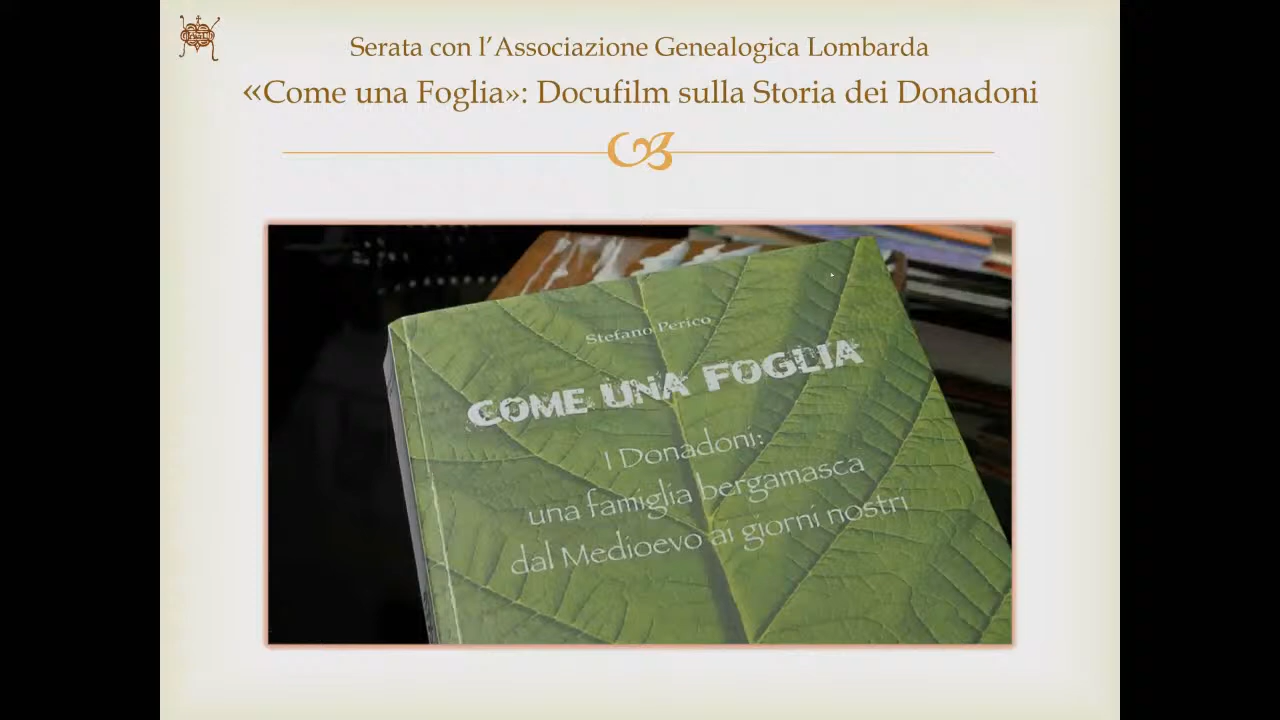 Serata con l’Associazione Genealogica Lombarda
«Come una Foglia»: Docufilm sulla Storia dei Donadoni
Stefano Perico
COME UNA FOGLIA
I Donadoni:
una famiglia bergamasca
dal Medioevo ai giorni nostri